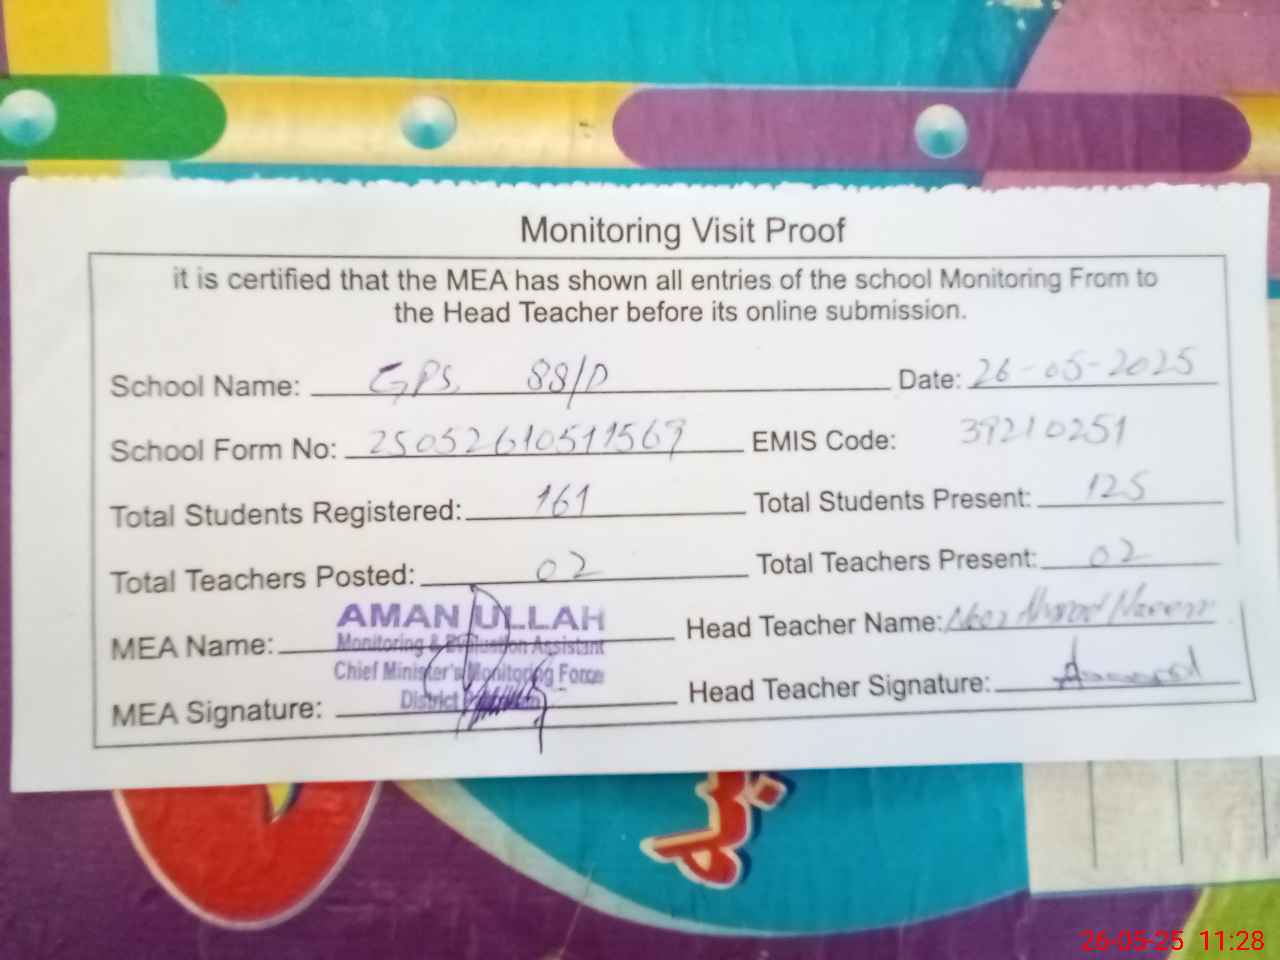 Monitoring Visit Proof
it is certified that the MEA has shown all entries of the school Monitoring From to
the Head Teacher before its online submission.
School Name: GPS 88/D Date: 26-05-2025
School Form No: 25052610511569 EMIS Code: 39210251
Total Students Registered: 161 Total Students Present: 125
Total Teachers Posted: 02 Total Teachers Present: 02
AMAN ULLAH
MEA Name: Monitoring & Evaluation Assistant Head Teacher Name: Ahmad Naeem
Chief Minister's Monitoring Force
MEA Signature: District Head Teacher Signature:
26-05-25 11:28